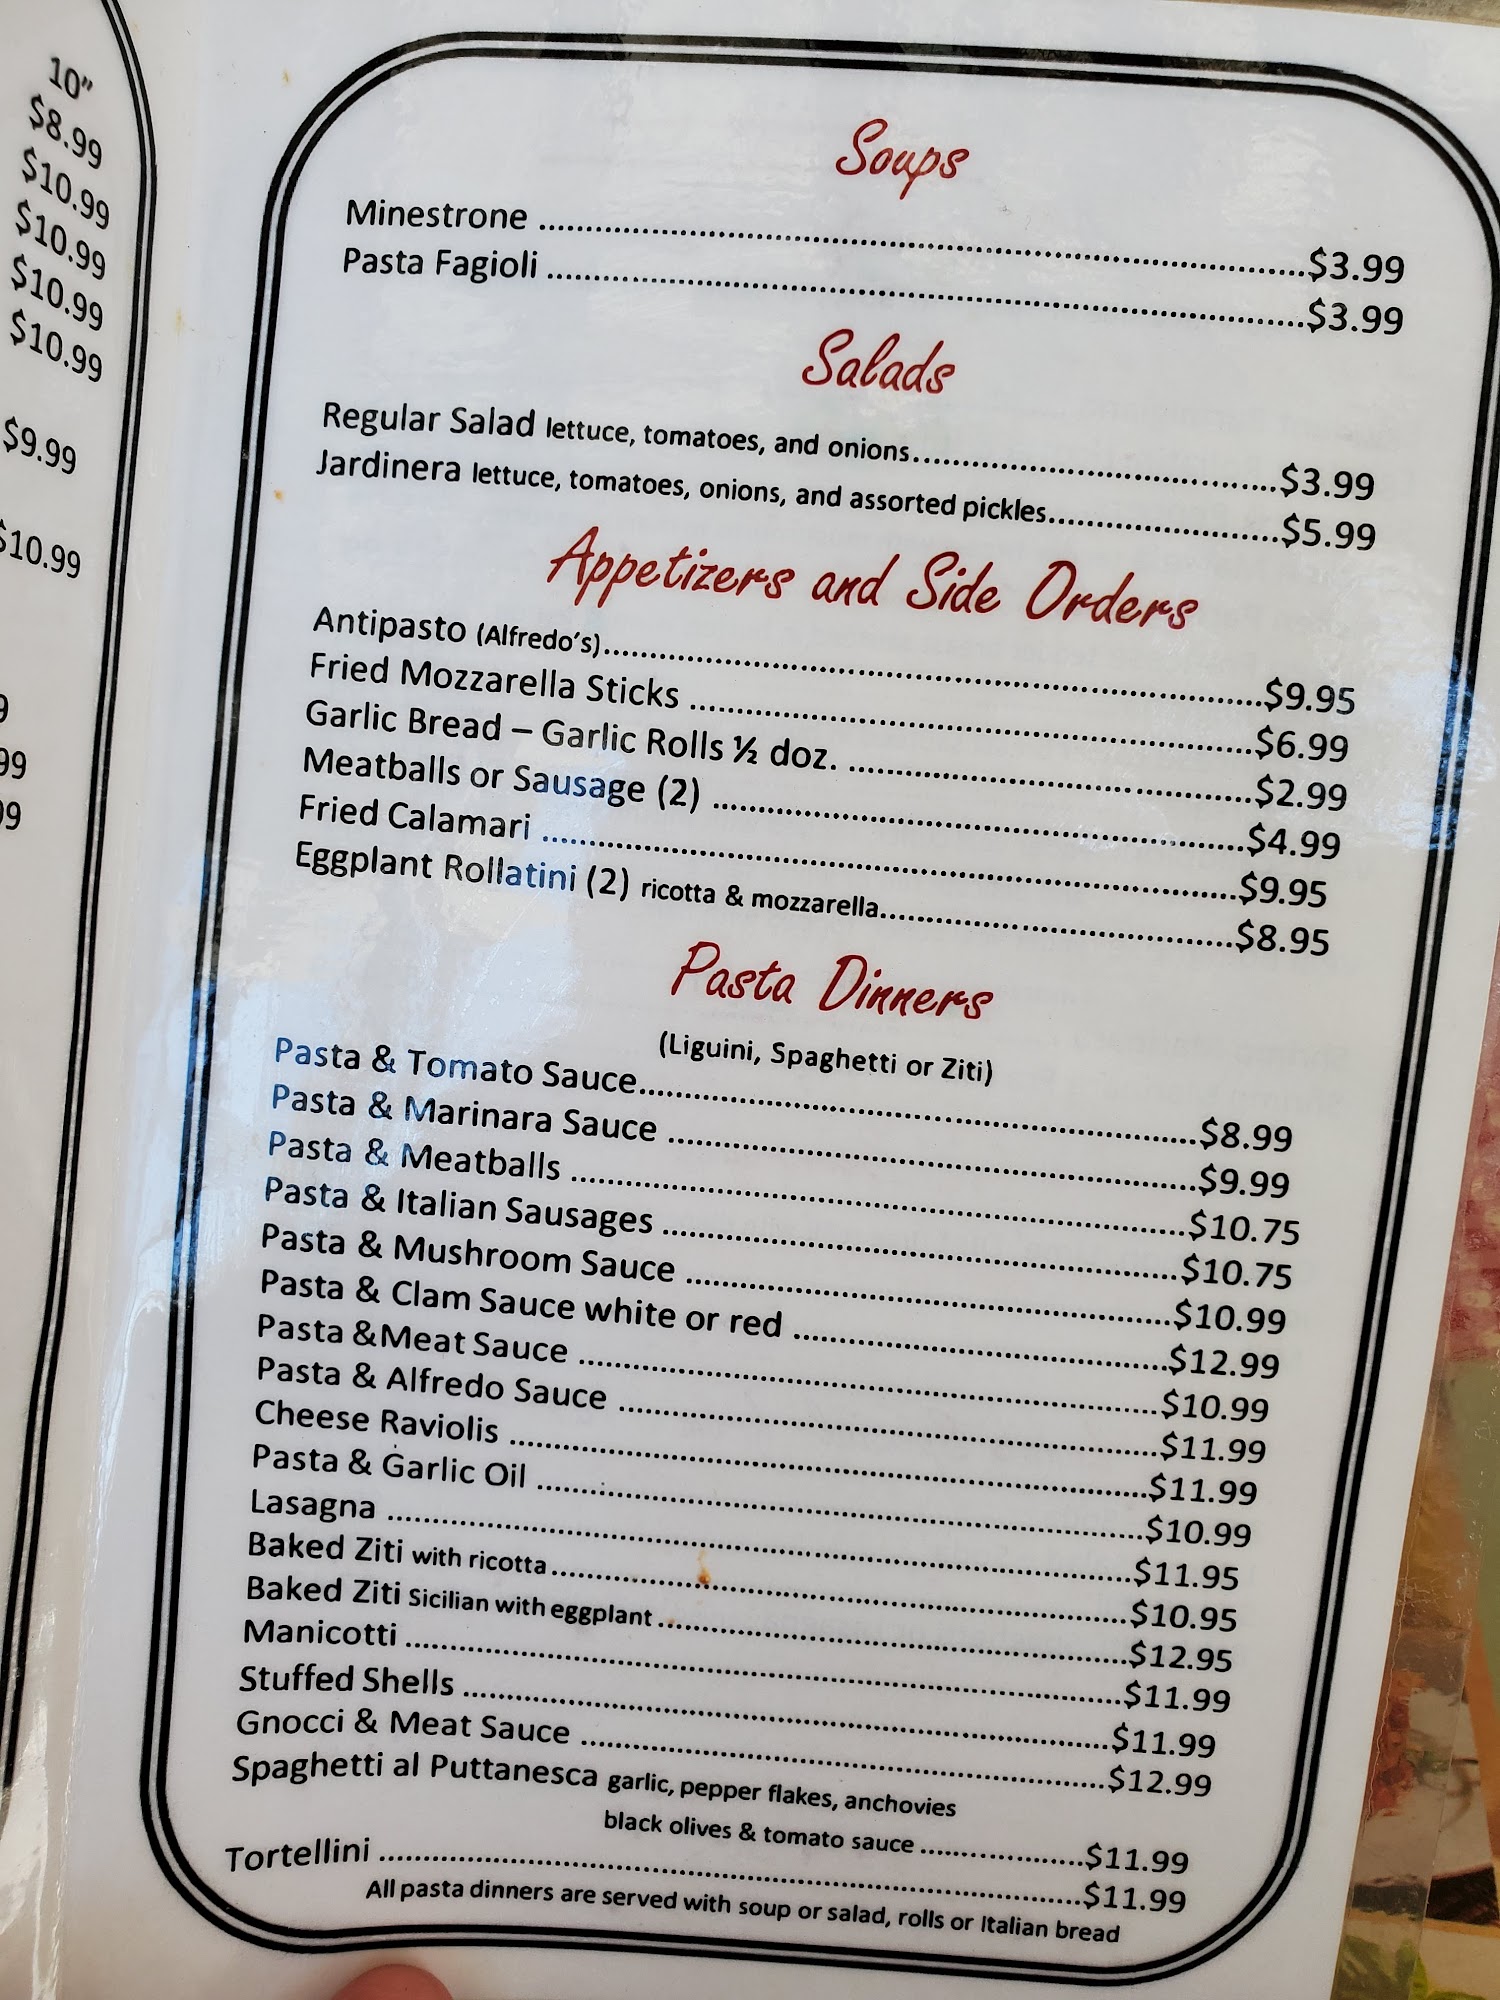 10"
$8.99
$10.99
$10.99
$10.99
$10.99
$9.99
$10.99
Soups
Minestrone ........ $3.99
Pasta Fagioli ........ $3.99
Salads
Regular Salad lettuce, tomatoes, and onions........ $3.99
Jardinera lettuce, tomatoes, onions, and assorted pickles........ $5.99
Appetizers and Side Orders
Antipasto (Alfredo's)........ $9.95
Fried Mozzarella Sticks ........ $6.99
Garlic Bread – Garlic Rolls ½ doz. ........ $2.99
Meatballs or Sausage (2) ........ $4.99
Fried Calamari ........ $9.95
Eggplant Rollatini (2) ricotta & mozzarella........ $8.95
Pasta Dinners
(Liguini, Spaghetti or Ziti)
Pasta & Tomato Sauce........ $8.99
Pasta & Marinara Sauce ........ $9.99
Pasta & Meatballs ........ $10.75
Pasta & Italian Sausages ........ $10.75
Pasta & Mushroom Sauce ........ $10.99
Pasta & Clam Sauce white or red ........ $12.99
Pasta &Meat Sauce ........ $10.99
Pasta & Alfredo Sauce ........ $11.99
Cheese Raviolis ........ $11.99
Pasta & Garlic Oil ........ $10.99
Lasagna ........ $11.95
Baked Ziti with ricotta........ $10.95
Baked Ziti Sicilian with eggplant ........ $12.95
Manicotti ........ $11.99
Stuffed Shells ........ $11.99
Gnocci & Meat Sauce ........ $12.99
Spaghetti al Puttanesca garlic, pepper flakes, anchovies
black olives & tomato sauce ........ $11.99
Tortellini ........ $11.99
All pasta dinners are served with soup or salad, rolls or Italian bread